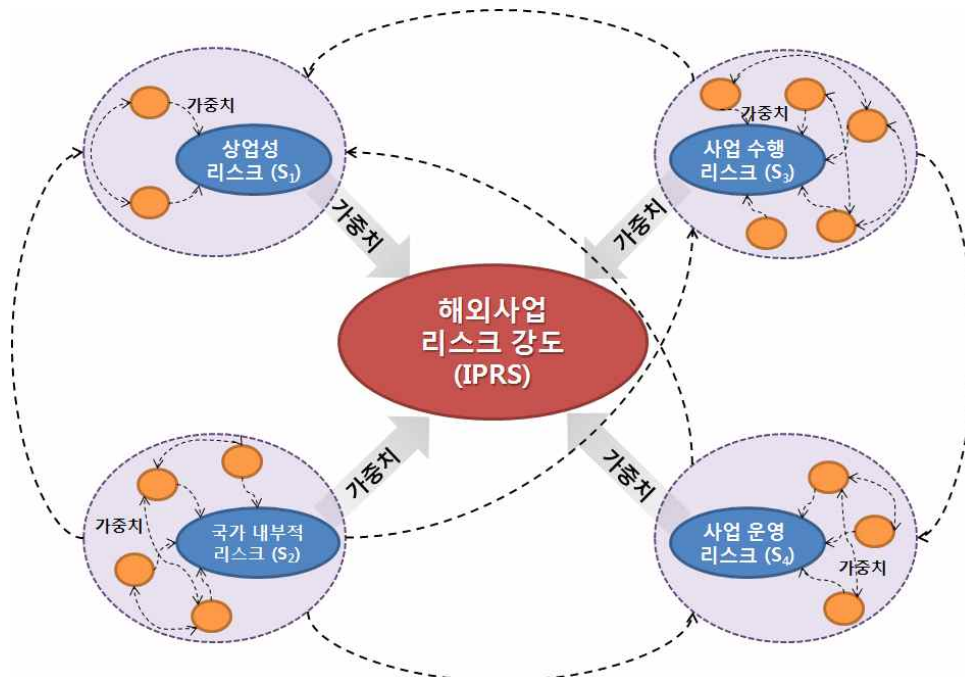 가중치
상업성
리스크 (S₁)
가중치
가중치
사업 수행
리스크 (S₃)
가중치
해외사업
리스크 강도
(IPRS)
가중치
국가 내부적
리스크 (S₂)
가중치
가중치
사업 운영
리스크 (S₄)
가중치